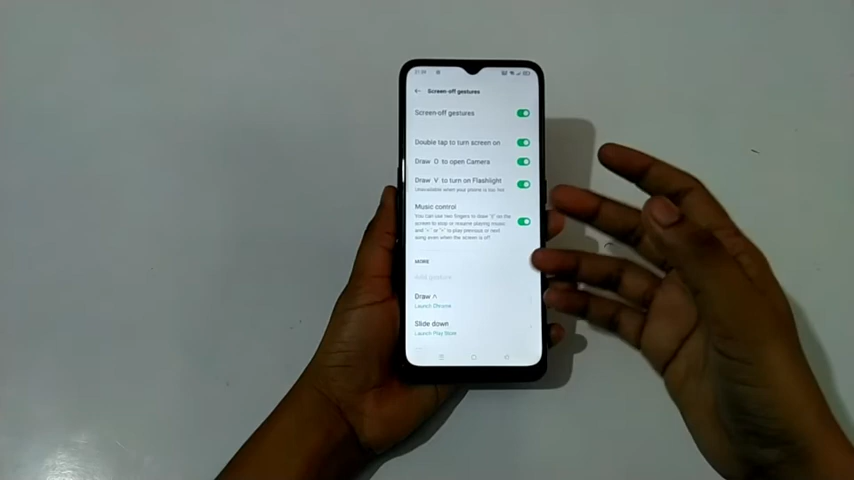 Screen-off gestures
Screen-off gestures
Double tap to turn screen on
Draw O to open Camera
Draw V to turn on Flashlight
Unavailable when your phone is too hot
Music control
You can use two fingers to draw "||" on the
screen to stop or resume playing music
and "<" or ">" to play previous or next
song even when the screen is off.
MORE
Add gesture
Draw Λ
Launch Chrome
Slide down
Launch Play Store